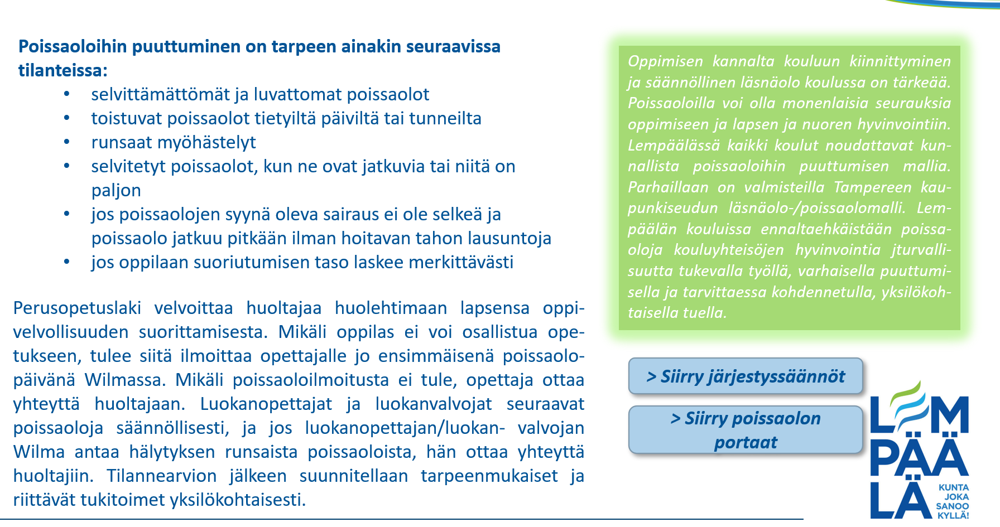 Poissaoloihin puuttuminen on tarpeen ainakin seuraavissa
tilanteissa:
• selvittämättömät ja luvattomat poissaolot
• toistuvat poissaolot tietyiltä päiviltä tai tunneilta
• runsaat myöhästelyt
• selvitetyt poissaolot, kun ne ovat jatkuvia tai niitä on
paljon
• jos poissaolojen syynä oleva sairaus ei ole selkeä ja
poissaolo jatkuu pitkään ilman hoitavan tahon lausuntoja
• jos oppilaan suoriutumisen taso laskee merkittävästi
Perusopetuslaki velvoittaa huoltajaa huolehtimaan lapsensa oppi-
velvollisuuden suorittamisesta. Mikäli oppilas ei voi osallistua ope-
tukseen, tulee siitä ilmoittaa opettajalle jo ensimmäisenä poissaolo-
päivänä Wilmassa. Mikäli poissaoloilmoitusta ei tule, opettaja ottaa
yhteyttä huoltajaan. Luokanopettajat ja luokanvalvojat seuraavat
poissaoloja säännöllisesti, ja jos luokanopettajan/luokan- valvojan
Wilma antaa hälytyksen runsaista poissaoloista, hän ottaa yhteyttä
huoltajiin. Tilannearvion jälkeen suunnitellaan tarpeenmukaiset ja
riittävät tukitoimet yksilökohtaisesti.
Oppimisen kannalta kouluun kiinnittyminen
ja säännöllinen läsnäolo koulussa on tärkeää.
Poissaoloilla voi olla monenlaisia seurauksia
oppimiseen ja lapsen ja nuoren hyvinvointiin.
Lempäälässä kaikki koulut noudattavat kun-
nallista poissaoloihin puuttumisen mallia.
Parhaillaan on valmisteilla Tampereen kau-
punkiseudun läsnäolo-/poissaolomalli. Lem-
päälän kouluissa ennaltaehkäistään poissa-
oloja kouluyhteisöjen hyvinvointia jturvalli-
suutta tukevalla työllä, varhaisella puuttumi-
sella ja tarvittaessa kohdennetulla, yksilökoh-
taisella tuella.
> Siirry järjestyssäännöt
> Siirry poissaolon
portaat
LEM
PÄÄ
LÄ
KUNTA
JOKA
SANOO
KYLLÄ!